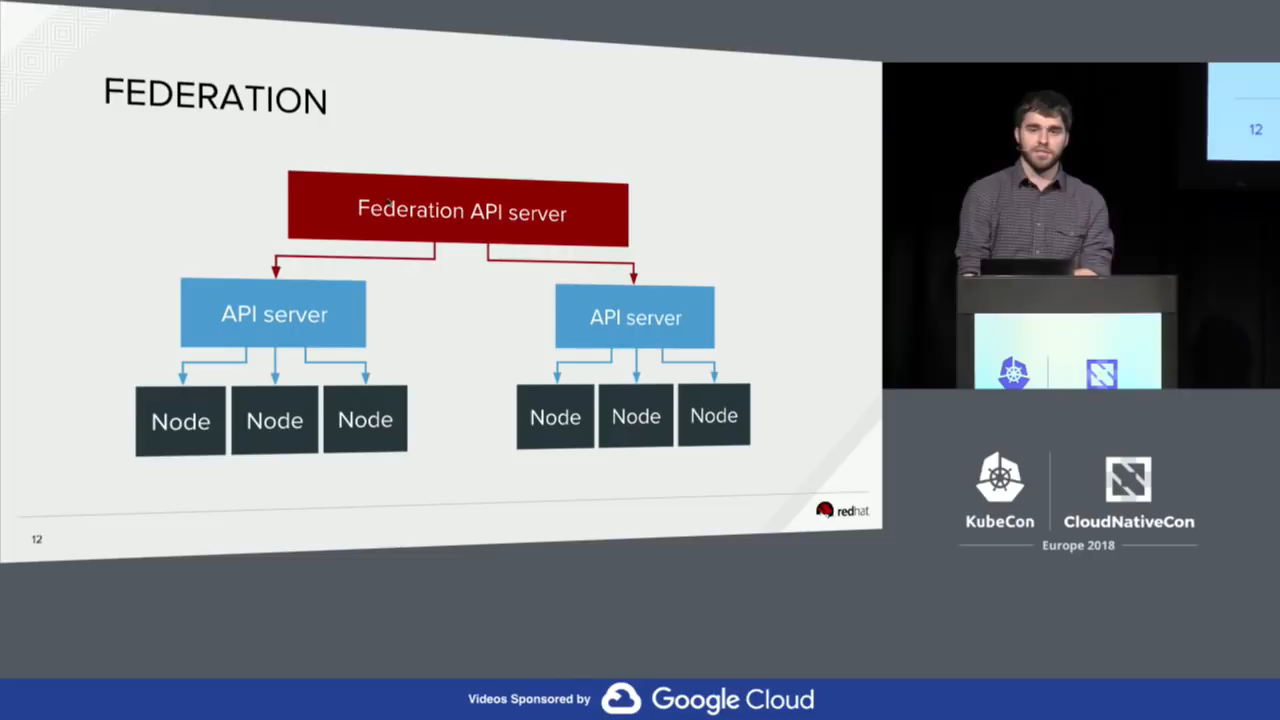 FEDERATION
Federation API server
API server
API server
Node
Node
Node
Node
Node
Node
12
redhat
12
KubeCon
CloudNativeCon
Europe 2018
Videos Sponsored by
Google Cloud